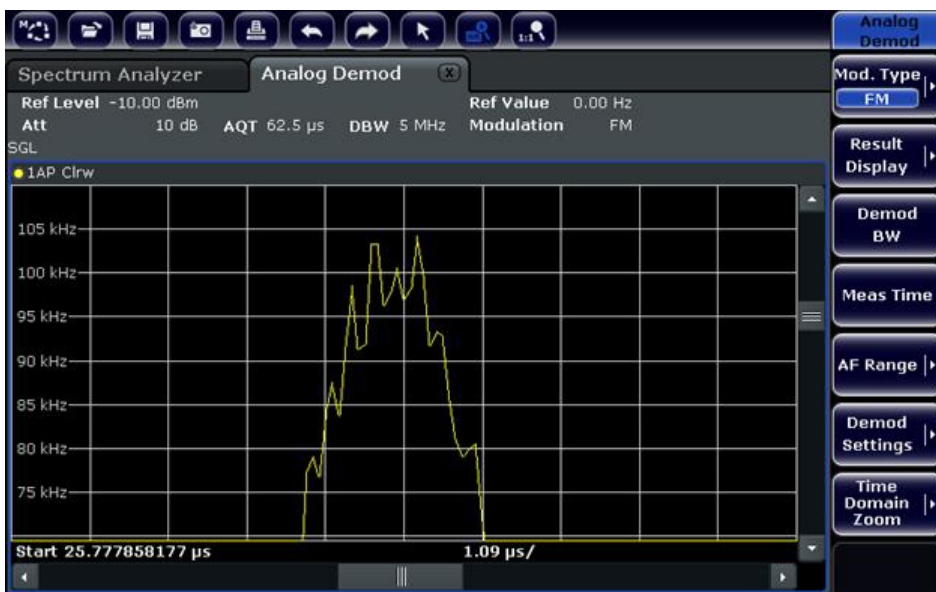 Analog
Demod
Spectrum Analyzer
Analog Demod X
Ref Level -10.00 dBm Ref Value 0.00 Hz
Att 10 dB AQT 62.5 µs DBW 5 MHz Modulation FM
SGL
1AP Clrw
105 kHz
100 kHz
95 kHz
90 kHz
85 kHz
80 kHz
75 kHz
Start 25.777858177 µs 1.09 µs/
M
1:1
Mod. Type
FM
Result
Display
Demod
BW
Meas Time
AF Range
Demod
Settings
Time
Domain
Zoom